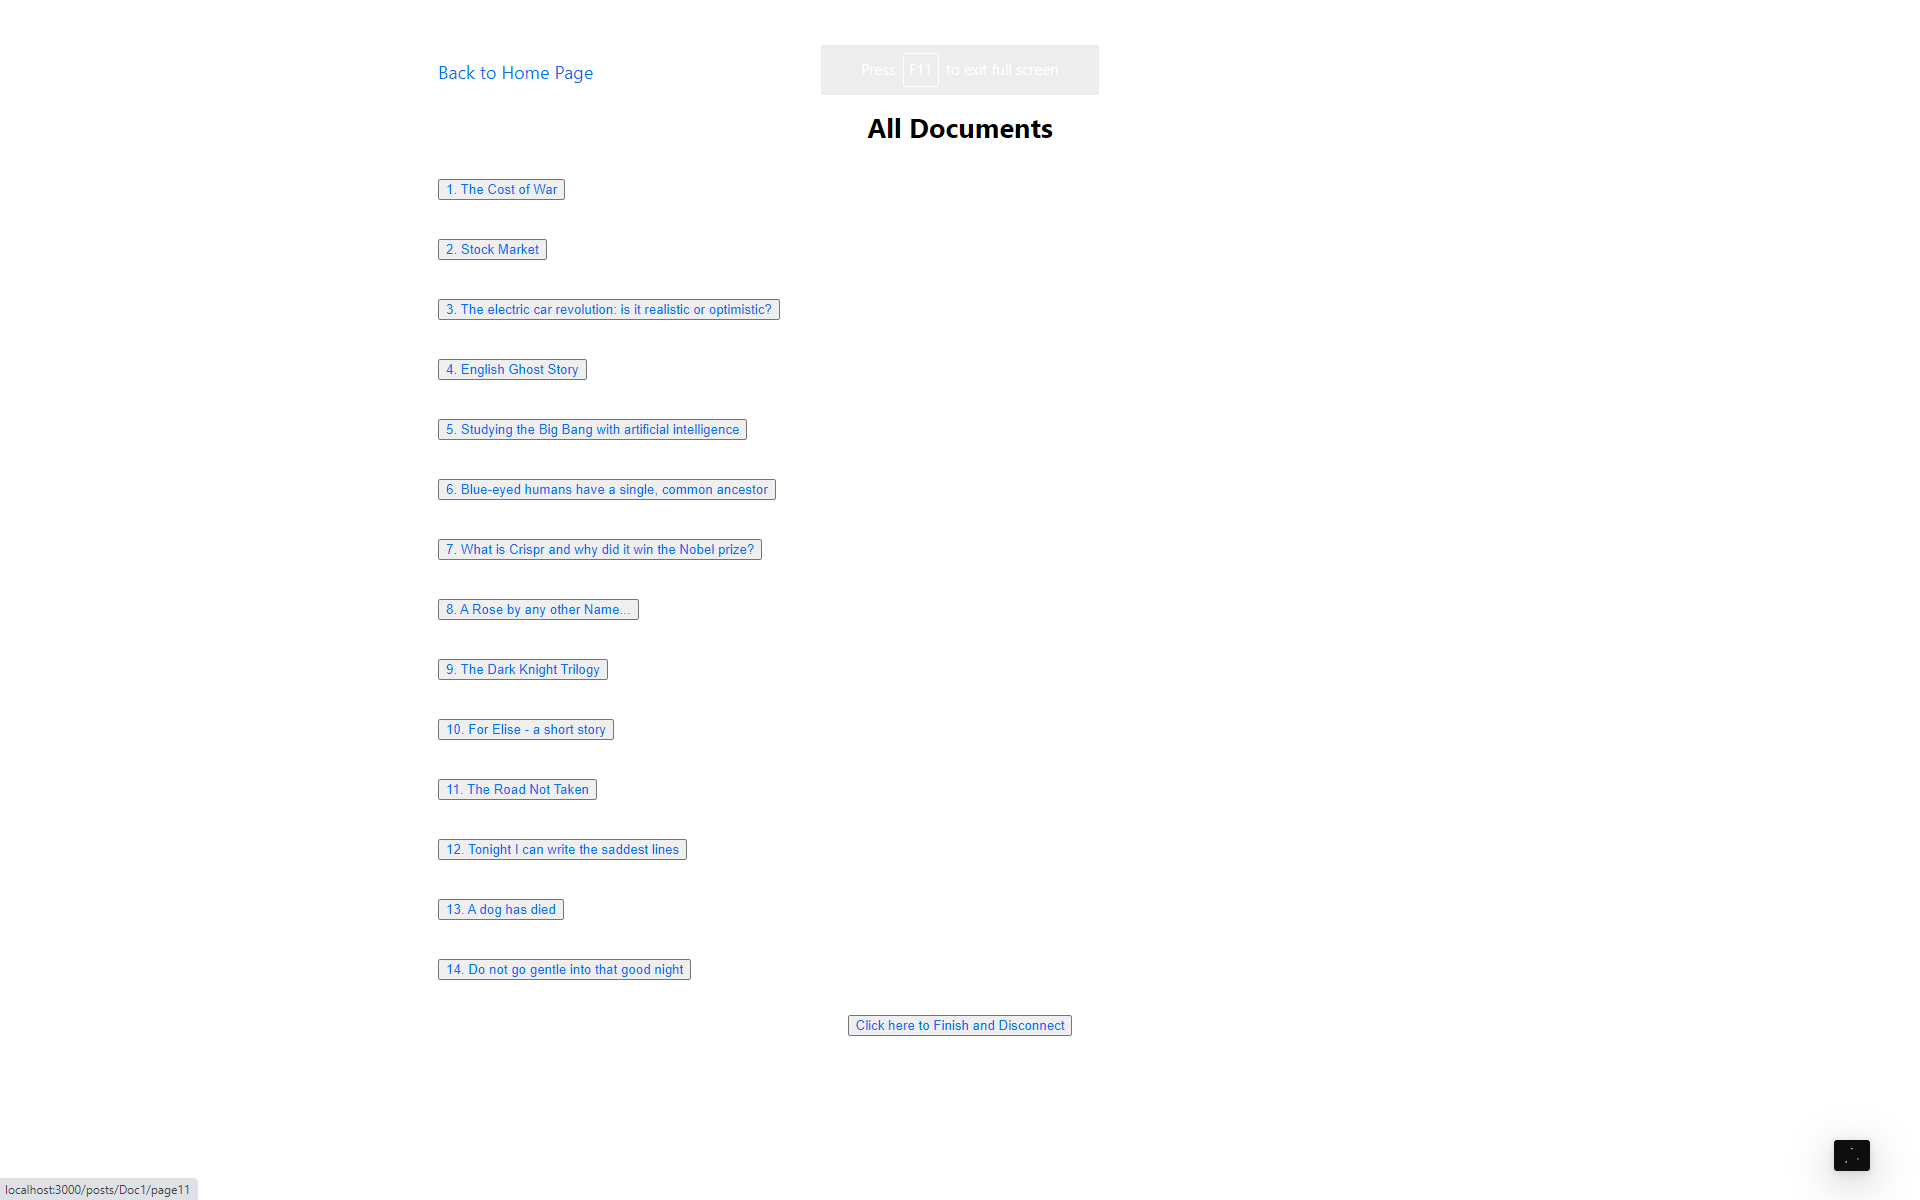 Back to Home Page
Press F11 to exit full screen
All Documents
1. The Cost of War
2. Stock Market
3. The electric car revolution: is it realistic or optimistic?
4. English Ghost Story
5. Studying the Big Bang with artificial intelligence
6. Blue-eyed humans have a single, common ancestor
7. What is Crispr and why did it win the Nobel prize?
8. A Rose by any other Name...
9. The Dark Knight Trilogy
10. For Elise - a short story
11. The Road Not Taken
12. Tonight I can write the saddest lines
13. A dog has died
14. Do not go gentle into that good night
Click here to Finish and Disconnect
localhost:3000/posts/Doc1/page11